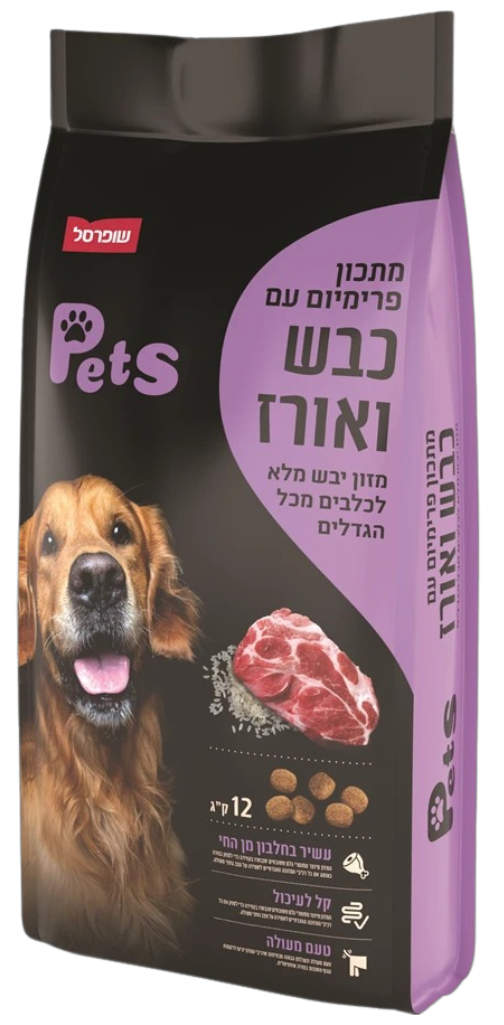 שופרסל
Pets
מתכון
פרימיום עם
כבש
ואורז
מזון יבש מלא
לכלבים מכל
הגדלים
12 ק"ג
עשיר בחלבון מן החי
קל לעיכול
טעם מעולה
מתכון פרימיום עם
כבש ואורז
Pets